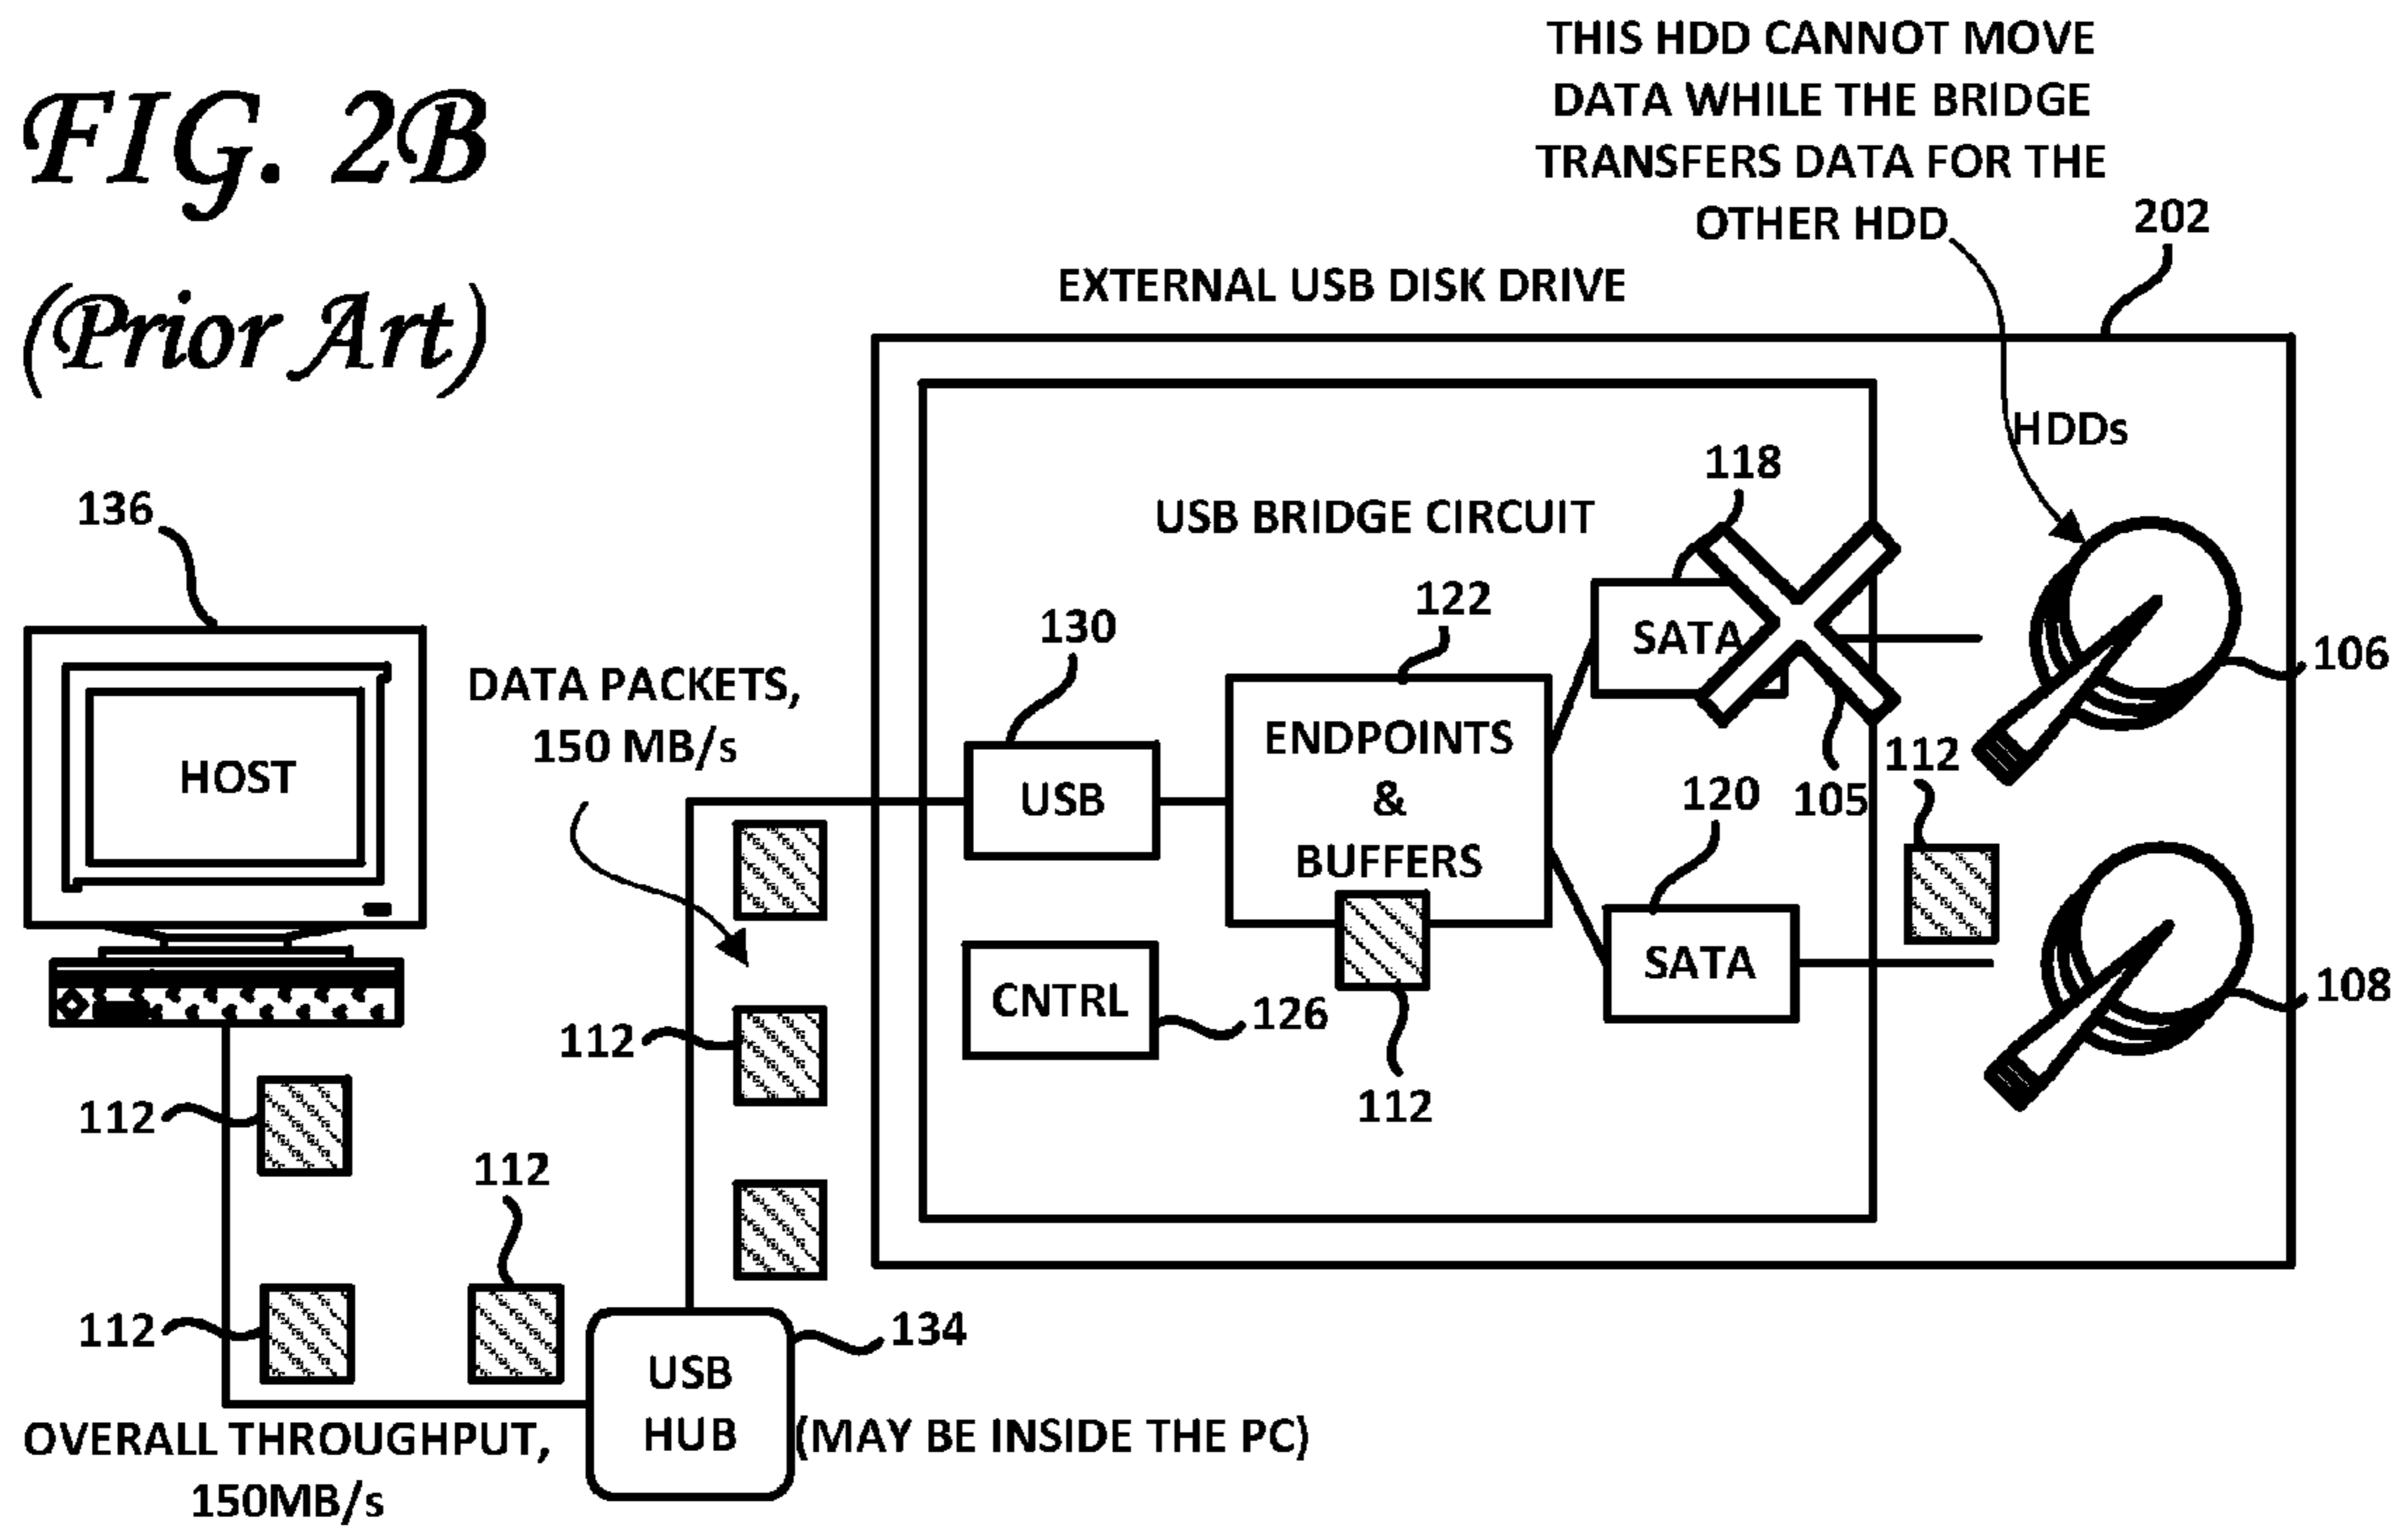 FIG. 2B
(Prior Art)
THIS HDD CANNOT MOVE
DATA WHILE THE BRIDGE
TRANSFERS DATA FOR THE
OTHER HDD
202
EXTERNAL USB DISK DRIVE
HDDs
118
USB BRIDGE CIRCUIT
136
122
130
SATA
106
DATA PACKETS,
150 MB/s
ENDPOINTS
&
BUFFERS
HOST
USB
112
120
105
SATA
108
CNTRL
126
112
112
112
112
112
134
USB
HUB
(MAY BE INSIDE THE PC)
OVERALL THROUGHPUT,
150MB/s